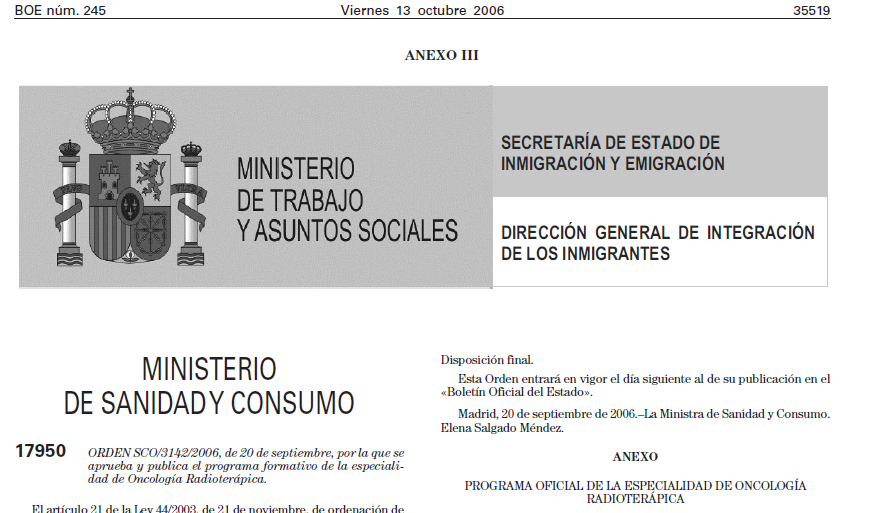 BOE núm. 245 Viernes 13 octubre 2006 35519
ANEXO III
MINISTERIO
DE TRABAJO
Y ASUNTOS SOCIALES
SECRETARÍA DE ESTADO DE
INMIGRACIÓN Y EMIGRACIÓN
DIRECCIÓN GENERAL DE INTEGRACIÓN
DE LOS INMIGRANTES
MINISTERIO
DE SANIDAD Y CONSUMO
17950 ORDEN SCO/3142/2006, de 20 de septiembre, por la que se
aprueba y publica el programa formativo de la especiali-
dad de Oncología Radioterápica.
El artículo 21 de la Ley 44/2003, de 21 de noviembre, de ordenación de
Disposición final.
Esta Orden entrará en vigor el día siguiente al de su publicación en el
«Boletín Oficial del Estado».
Madrid, 20 de septiembre de 2006.–La Ministra de Sanidad y Consumo.
Elena Salgado Méndez.
ANEXO
PROGRAMA OFICIAL DE LA ESPECIALIDAD DE ONCOLOGÍA
RADIOTERÁPICA